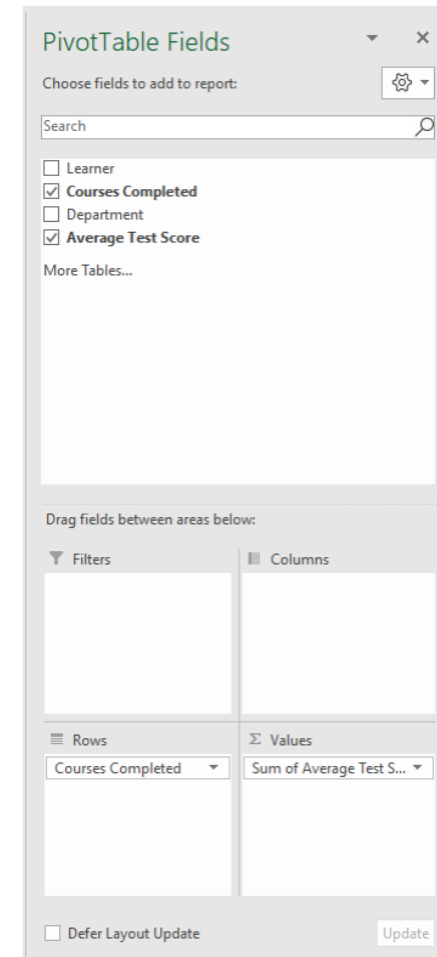 PivotTable Fields
Choose fields to add to report:
Search
Learner
Courses Completed
Department
Average Test Score
More Tables...
Drag fields between areas below:
Filters
Columns
Rows
Σ Values
Courses Completed
Sum of Average Test S...
Defer Layout Update
Update